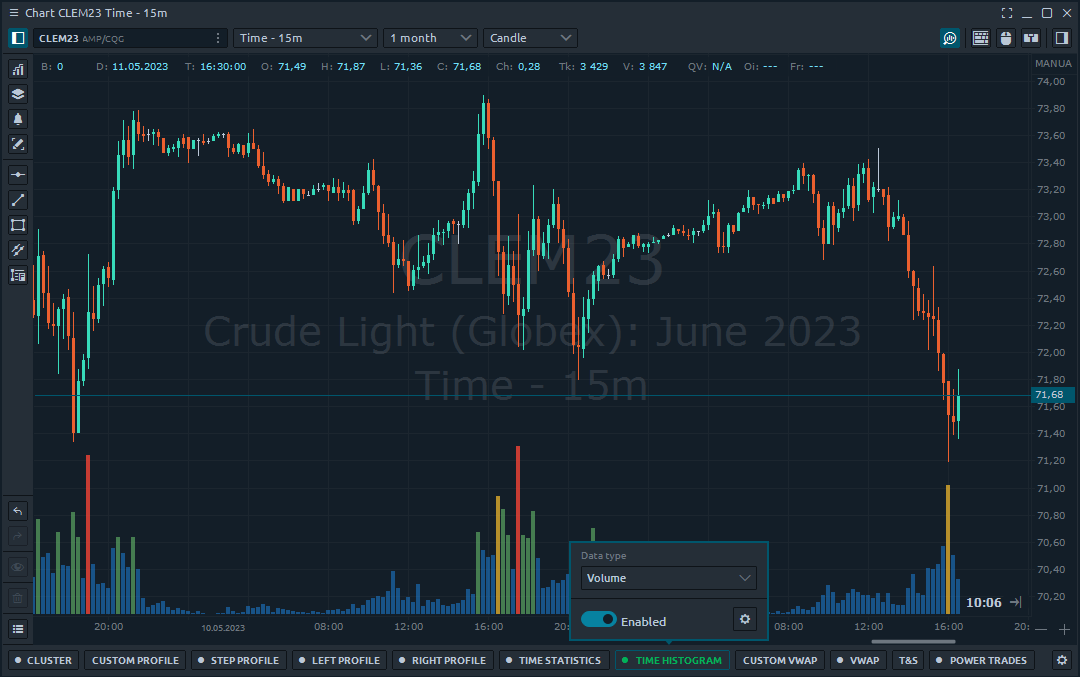 Chart CLEM23 Time - 15m
CLEM23 AMP/CQG
Time - 15m
1 month
Candle
B: 0 D: 11.05.2023 T: 16:30:00 O: 71,49 H: 71,87 L: 71,36 C: 71,68 Ch: 0,28 Tk: 3 429 V: 3 847 QV: N/A Oi: --- Fr: ---
MANUA
74,00
73,80
73,60
73,40
73,20
73,00
72,80
72,60
72,40
72,20
72,00
71,80
71,68
71,60
71,40
71,20
71,00
70,80
70,60
70,40
70,20
CLEM23
Crude Light (Globex): June 2023
Time - 15m
Data type
Volume
Enabled
10:06
20:00 10.05.2023 08:00 12:00 16:00 20: 08:00 12:00 16:00 20:
CLUSTER
CUSTOM PROFILE
STEP PROFILE
LEFT PROFILE
RIGHT PROFILE
TIME STATISTICS
TIME HISTOGRAM
CUSTOM VWAP
VWAP
T&S
POWER TRADES